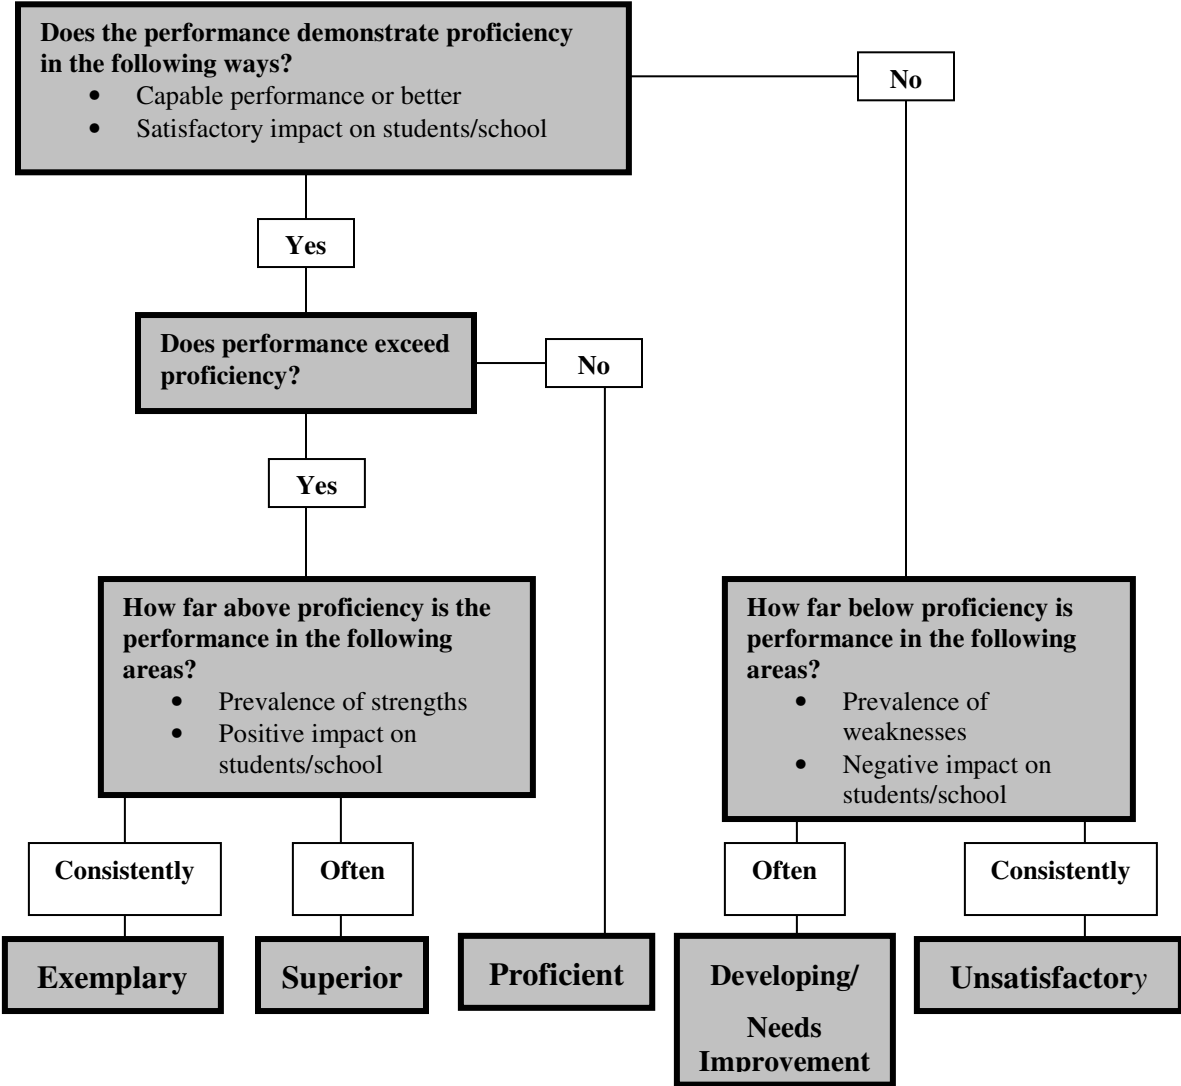 Does the performance demonstrate proficiency
in the following ways?
• Capable performance or better
• Satisfactory impact on students/school
No
Yes
Does performance exceed
proficiency?
No
Yes
How far above proficiency is the
performance in the following
areas?
• Prevalence of strengths
• Positive impact on
students/school
How far below proficiency is
performance in the following
areas?
• Prevalence of
weaknesses
• Negative impact on
students/school
Consistently
Often
Often
Consistently
Exemplary
Superior
Proficient
Developing/
Needs
Improvement
Unsatisfactory